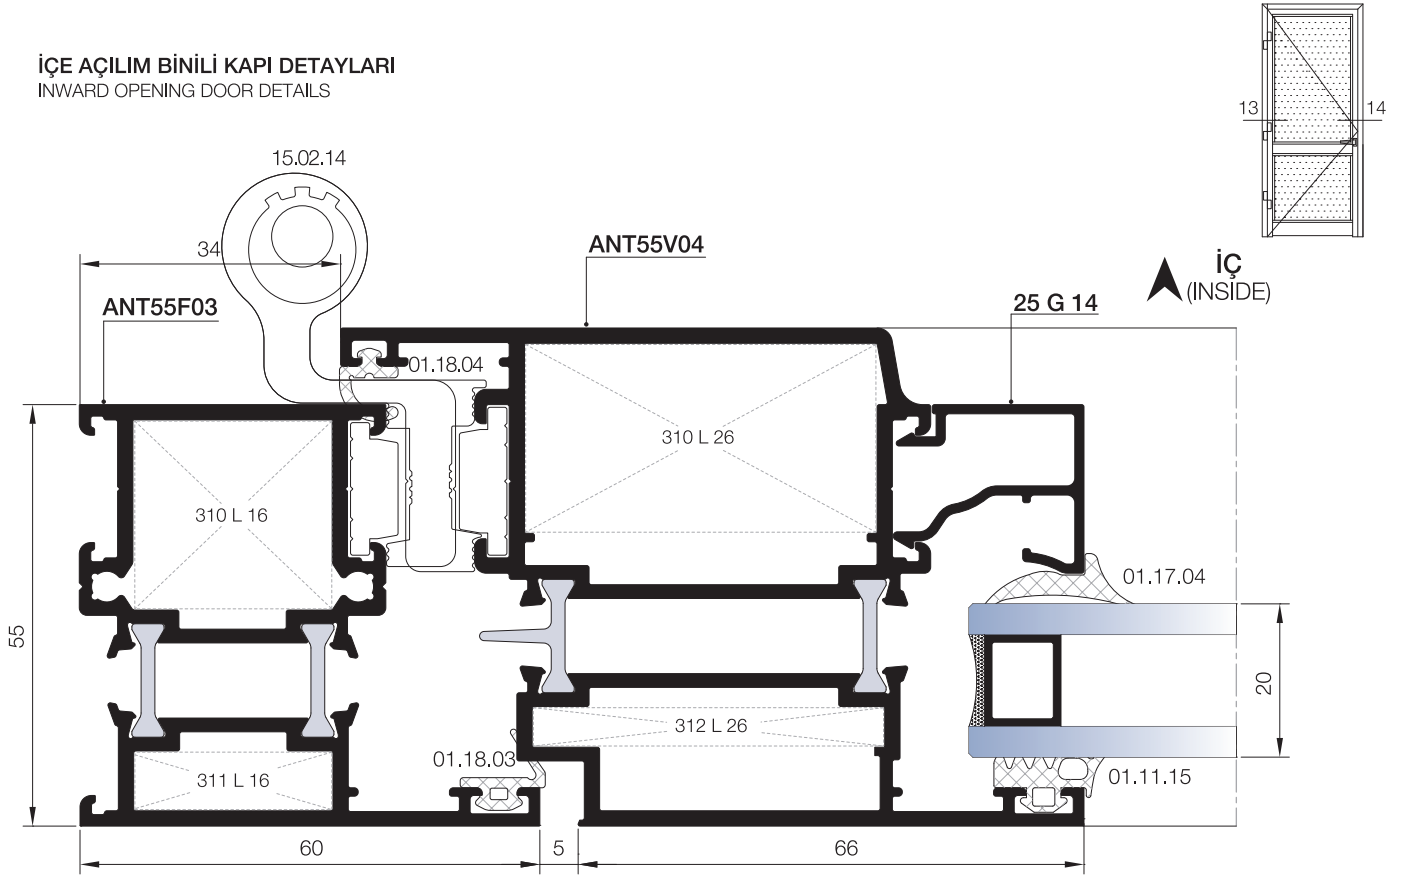 İÇE AÇILIM BİNİLİ KAPI DETAYLARI
INWARD OPENING DOOR DETAILS
13
14
15.02.14
34
ANT55V04
İÇ
(INSIDE)
ANT55F03
25 G 14
01.18.04
310 L 26
310 L 16
01.17.04
55
20
312 L 26
01.18.03
311 L 16
01.11.15
60
5
66